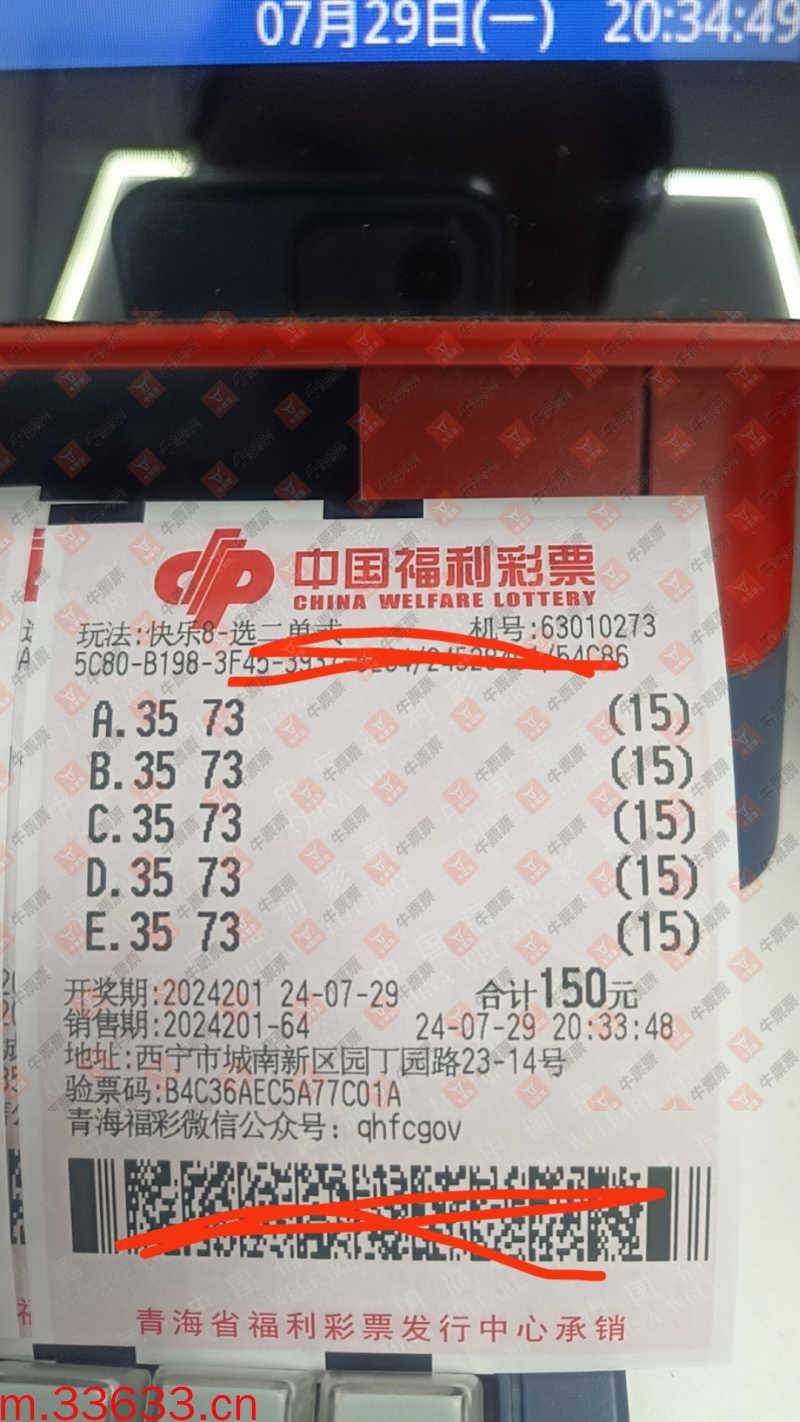 07月29日(一) 20:34:49
中国福利彩票
CHINA WELFARE LOTTERY
玩法:快乐8-选二单式 机号:63010273
5C80-B198-3F45-3937
A.35 73 (15)
B.35 73 (15)
C.35 73 (15)
D.35 73 (15)
E.35 73 (15)
开奖期:2024201 24-07-29 合计150元
销售期:2024201-64 24-07-29 20:33:48
地址:西宁市城南新区园丁园路23-14号
验票码:B4C36AEC5A77C01A
青海福彩微信公众号: qhfcgov
青海省福利彩票发行中心承销
m.33633.cn
牛票票